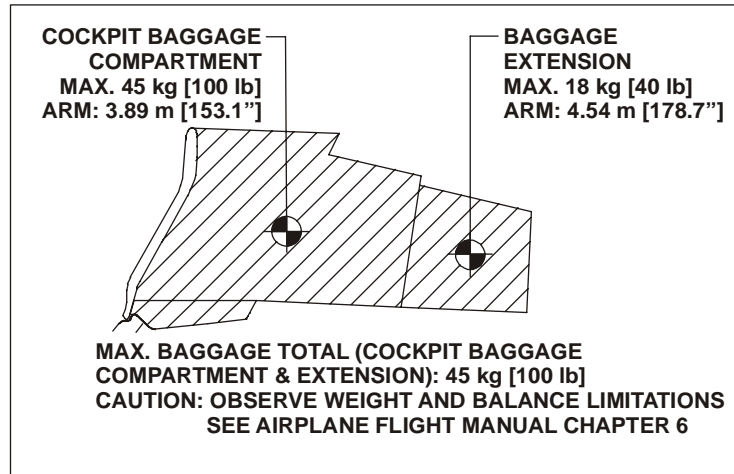 COCKPIT BAGGAGE
COMPARTMENT
MAX. 45 kg [100 lb]
ARM: 3.89 m [153.1”]
BAGGAGE
EXTENSION
MAX. 18 kg [40 lb]
ARM: 4.54 m [178.7”]
MAX. BAGGAGE TOTAL (COCKPIT BAGGAGE
COMPARTMENT & EXTENSION): 45 kg [100 lb]
CAUTION: OBSERVE WEIGHT AND BALANCE LIMITATIONS
SEE AIRPLANE FLIGHT MANUAL CHAPTER 6